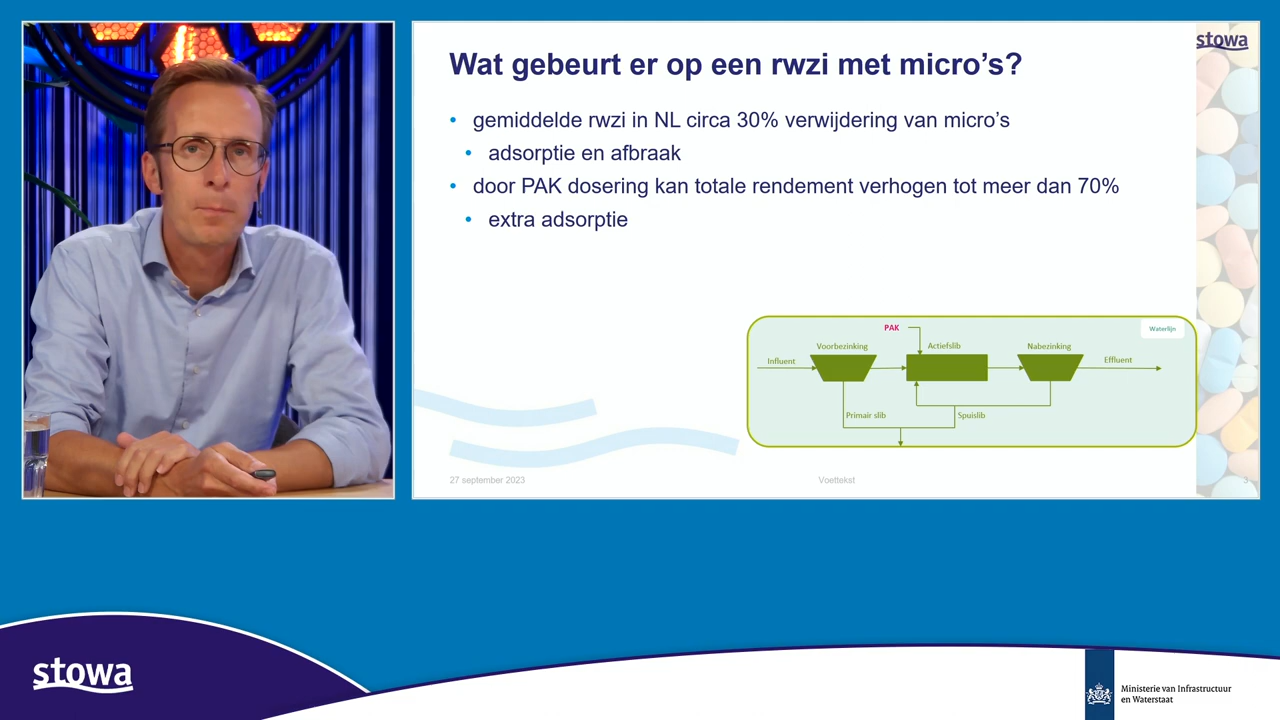 stowa
Wat gebeurt er op een rwzi met micro’s?
• gemiddelde rwzi in NL circa 30% verwijdering van micro’s
• adsorptie en afbraak
• door PAK dosering kan totale rendement verhogen tot meer dan 70%
• extra adsorptie
PAK
Waterlijn
Voorbezinking
Actiefslib
Nabezinking
Influent
Effluent
Primair slib
Spuislib
27 september 2023
Voettekst
3
stowa
Ministerie van Infrastructuur
en Waterstaat